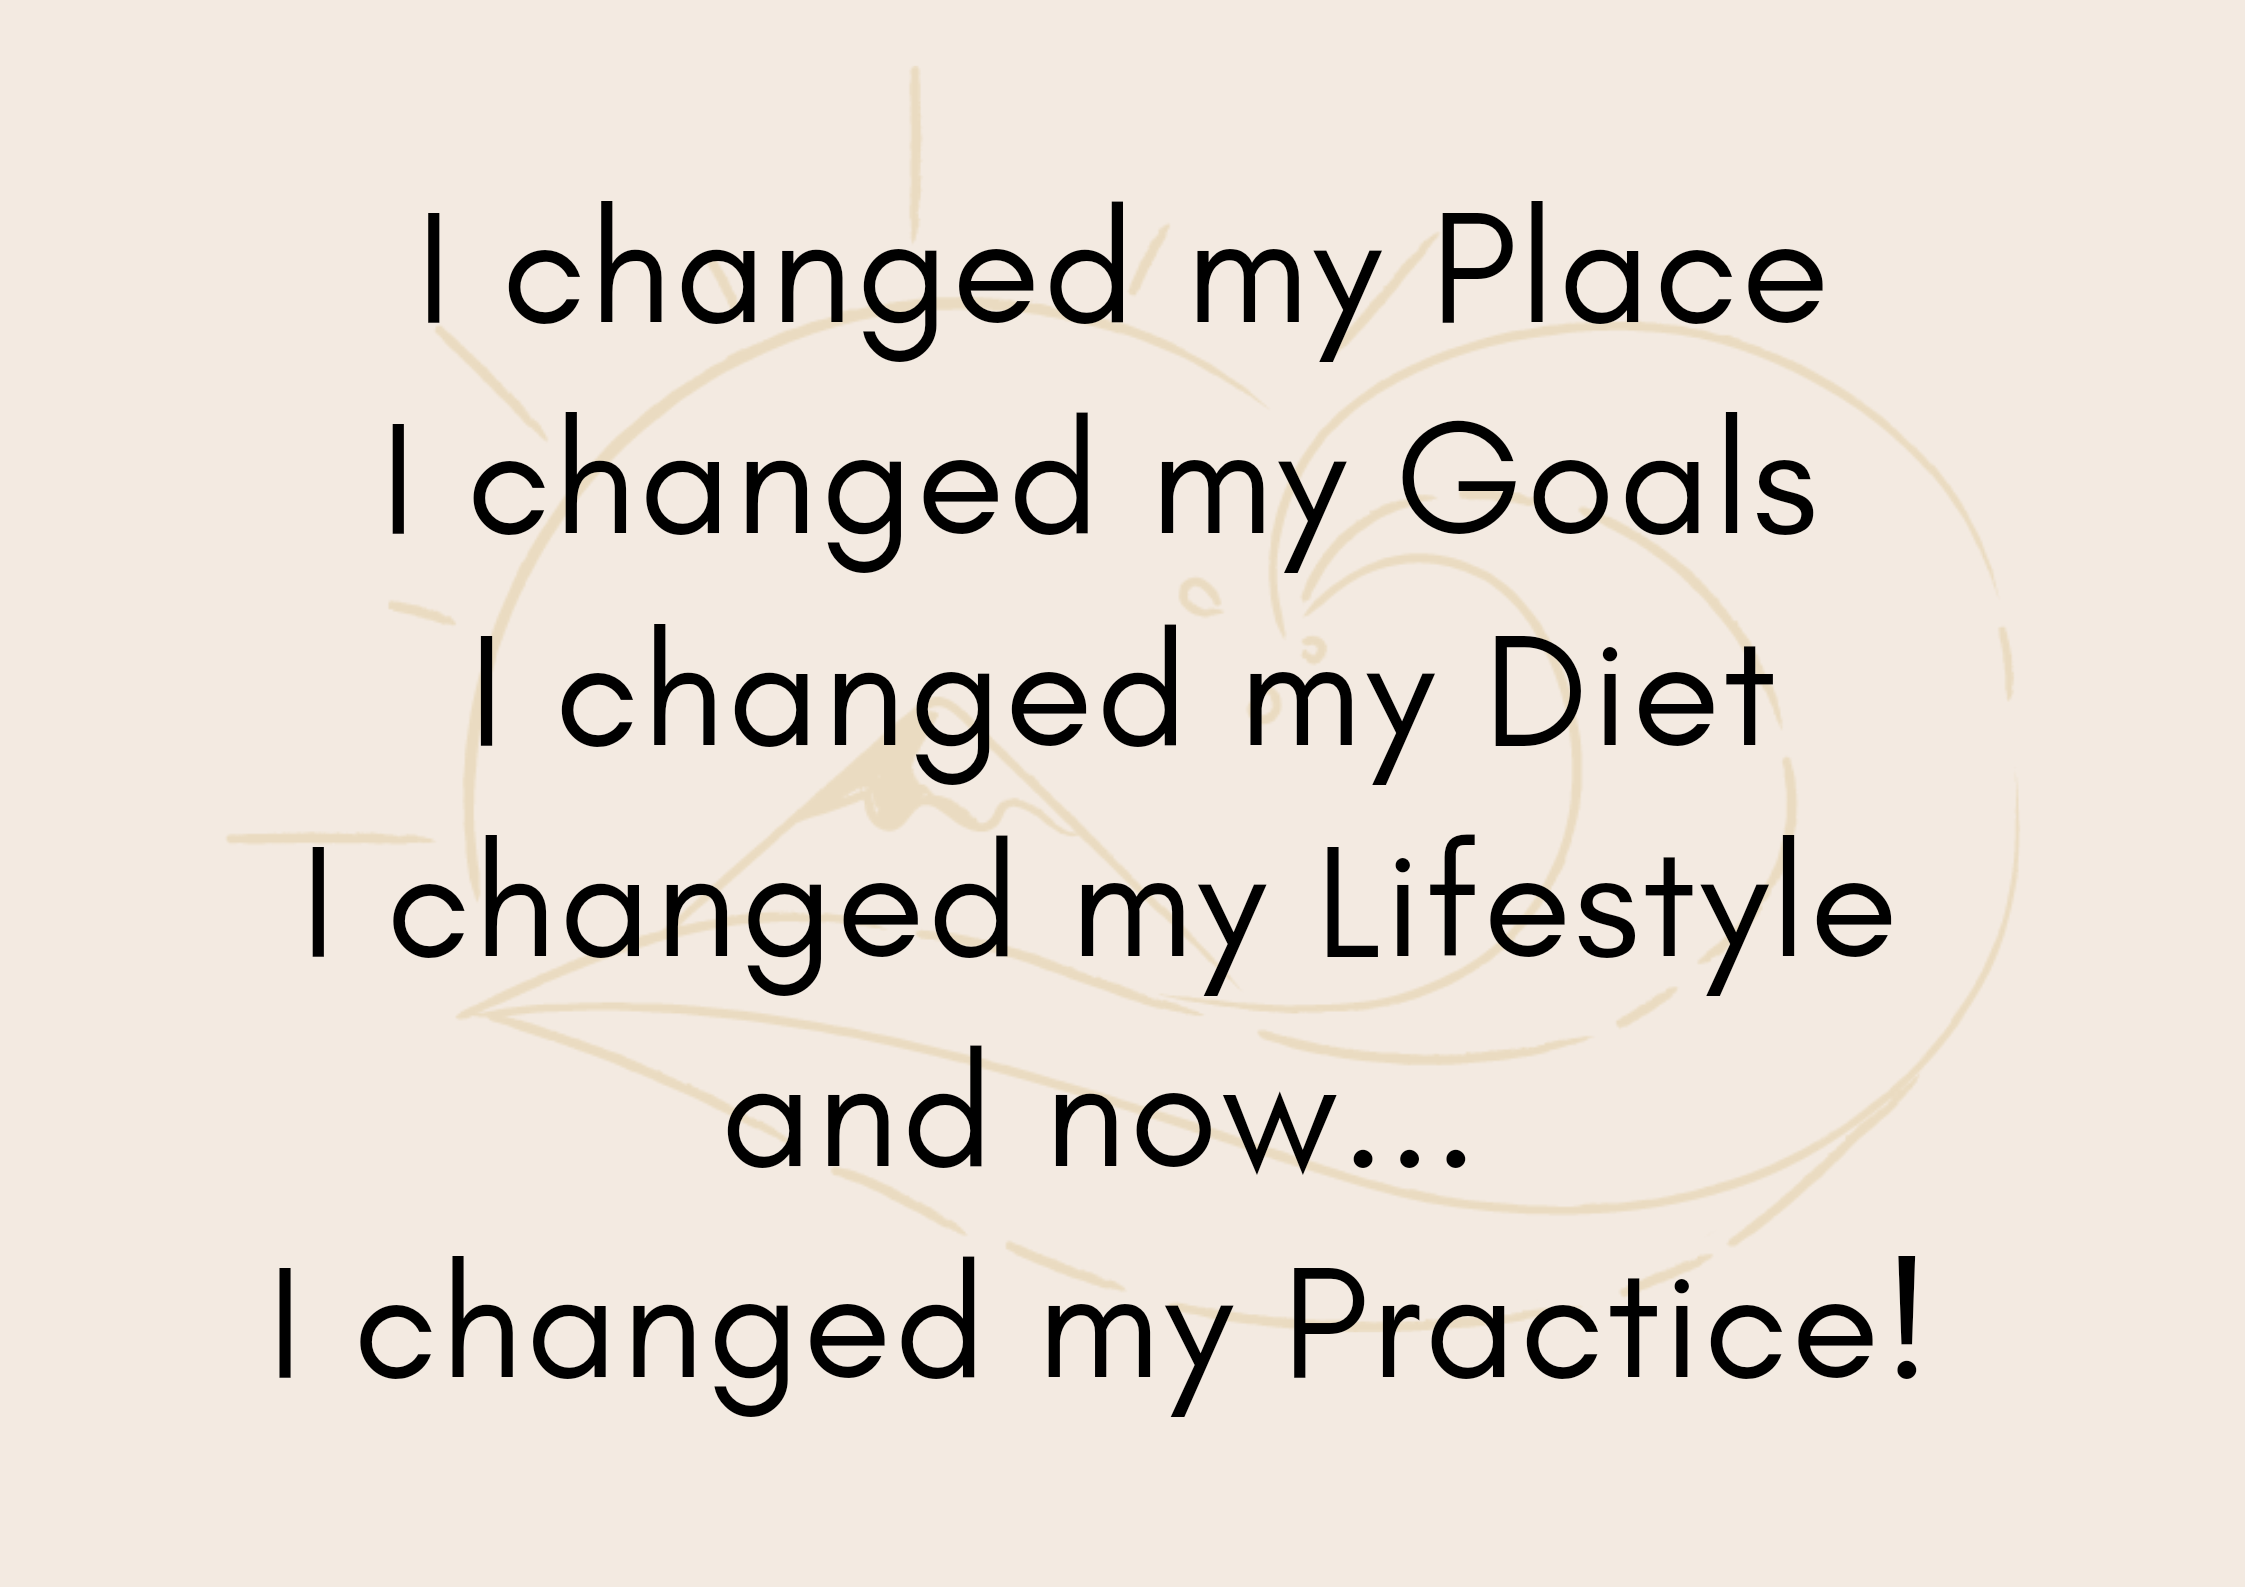 I changed my Place
I changed my Goals
I changed my Diet
I changed my Lifestyle
and now...
I changed my Practice!